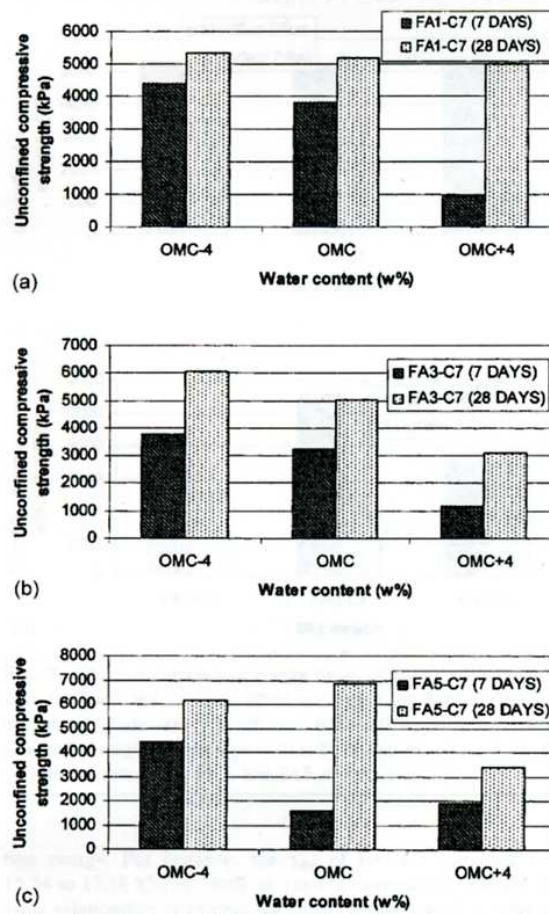 FA1-C7 (7 DAYS)
FA1-C7 (28 DAYS)
Unconfined compressive
strength (kPa)
6000
5000
4000
3000
2000
1000
0
OMC-4 OMC OMC+4
Water content (w%)
(a)
FA3-C7 (7 DAYS)
FA3-C7 (28 DAYS)
Unconfined compressive
strength (kPa)
7000
6000
5000
4000
3000
2000
1000
0
OMC-4 OMC OMC+4
Water content (w%)
(b)
FA5-C7 (7 DAYS)
FA5-C7 (28 DAYS)
Unconfined compressive
strength (kPa)
8000
7000
6000
5000
4000
3000
2000
1000
0
OMC-4 OMC OMC+4
Water content (w%)
(c)